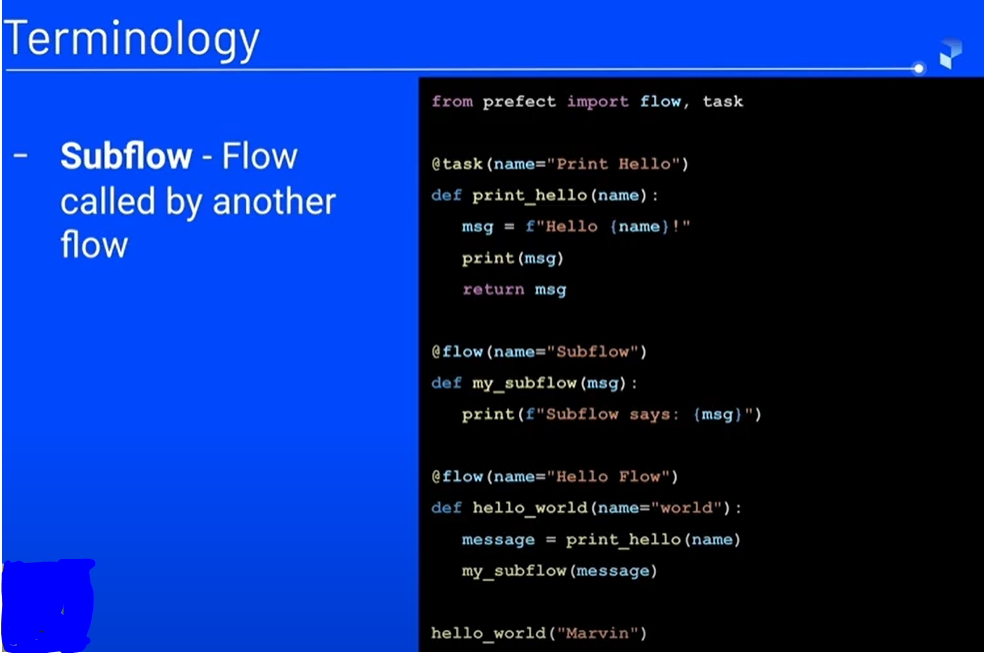 Terminology
- Subflow - Flow
called by another
flow
from prefect import flow, task
@task(name="Print Hello")
def print_hello(name):
msg = f"Hello {name}!"
print(msg)
return msg
@flow(name="Subflow")
def my_subflow(msg):
print(f"Subflow says: {msg}")
@flow(name="Hello Flow")
def hello_world(name="world"):
message = print_hello(name)
my_subflow(message)
hello_world("Marvin")